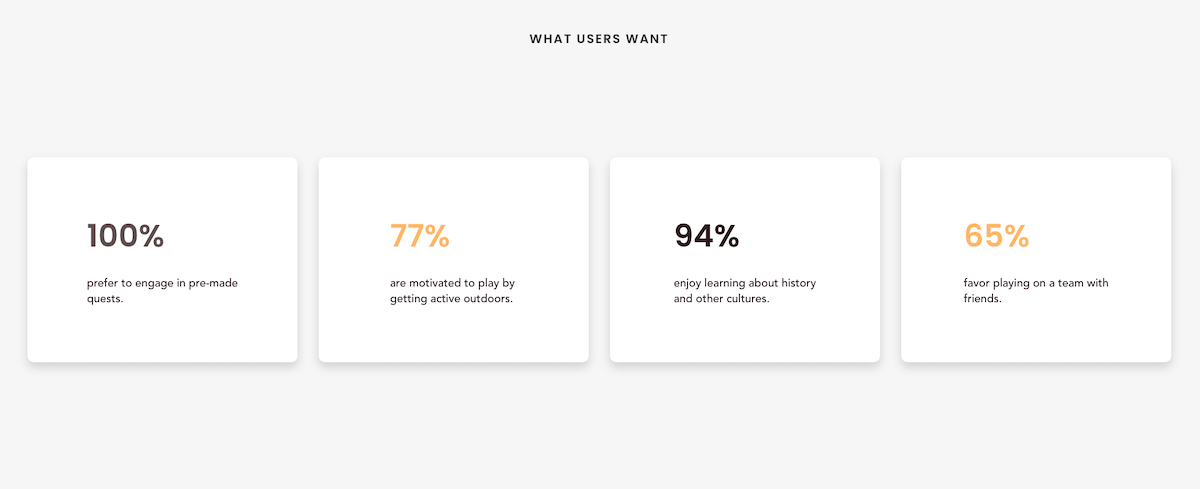 WHAT USERS WANT
100%
prefer to engage in pre-made
quests.
77%
are motivated to play by
getting active outdoors.
94%
enjoy learning about history
and other cultures.
65%
favor playing on a team with
friends.